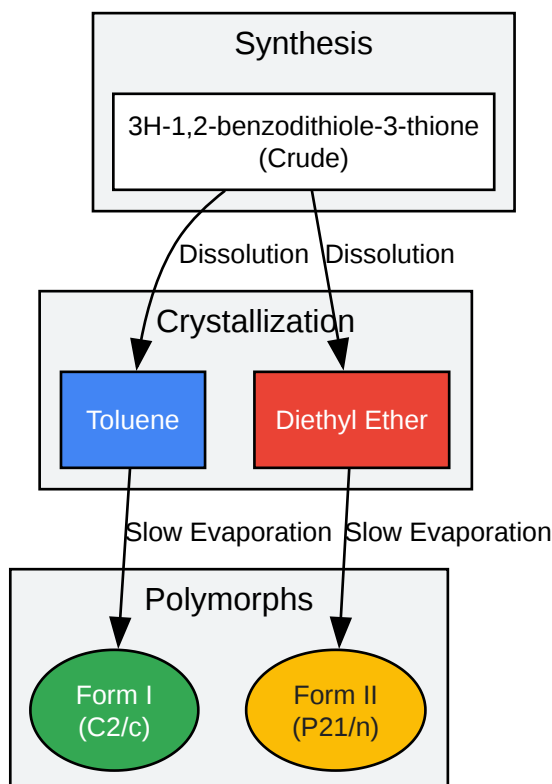 Synthesis
3H-1,2-benzodithiole-3-thione
(Crude)
Dissolution
Dissolution
Crystallization
Toluene
Diethyl Ether
Slow Evaporation
Slow Evaporation
Polymorphs
Form I
(C2/c)
Form II
(P21/n)